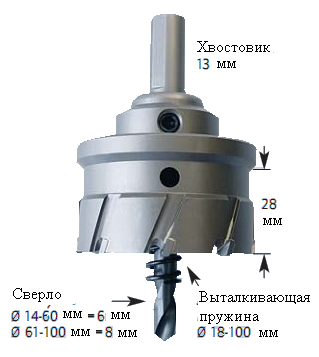 Хвостовик
13 мм
28
мм
Сверло
Ø 14-60 мм = 6 мм
Ø 61-100 мм = 8 мм
Выталкивающая
пружина
Ø 18-100 мм